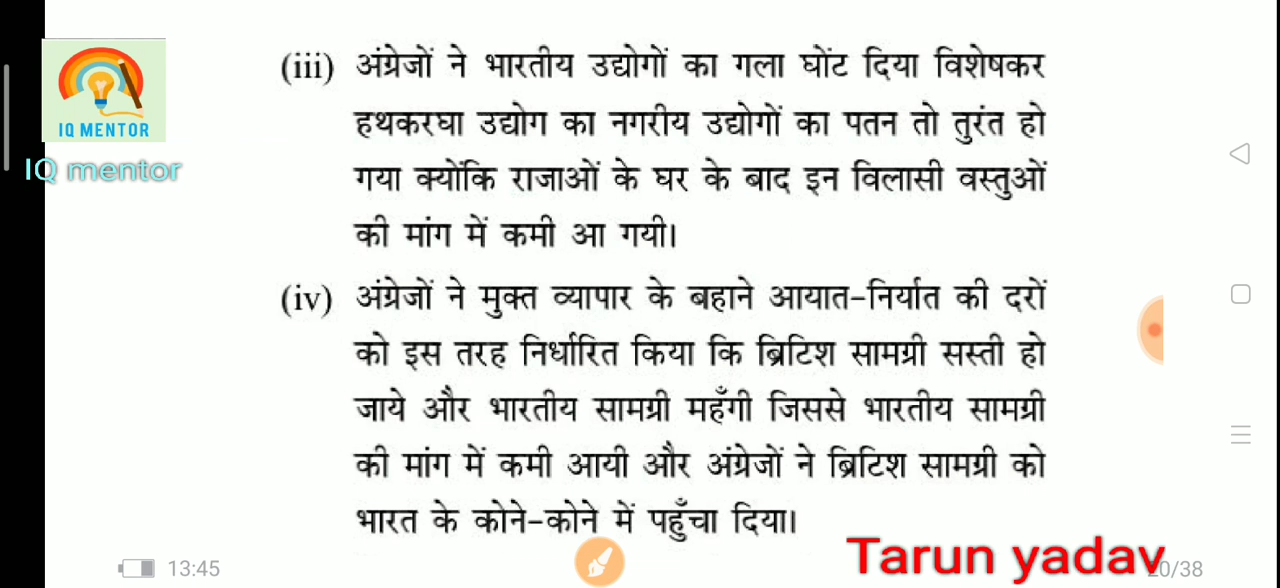 IQ MENTOR
IQ mentor
(iii) अंग्रेजों ने भारतीय उद्योगों का गला घोंट दिया विशेषकर
हथकरघा उद्योग का नगरीय उद्योगों का पतन तो तुरंत हो
गया क्योंकि राजाओं के घर के बाद इन विलासी वस्तुओं
की मांग में कमी आ गयी।
(iv) अंग्रेजों ने मुक्त व्यापार के बहाने आयात-निर्यात की दरों
को इस तरह निर्धारित किया कि ब्रिटिश सामग्री सस्ती हो
जाये और भारतीय सामग्री महँगी जिससे भारतीय सामग्री
की मांग में कमी आयी और अंग्रेजों ने ब्रिटिश सामग्री को
भारत के कोने-कोने में पहुँचा दिया।
Tarun yadav
13:45
20/38